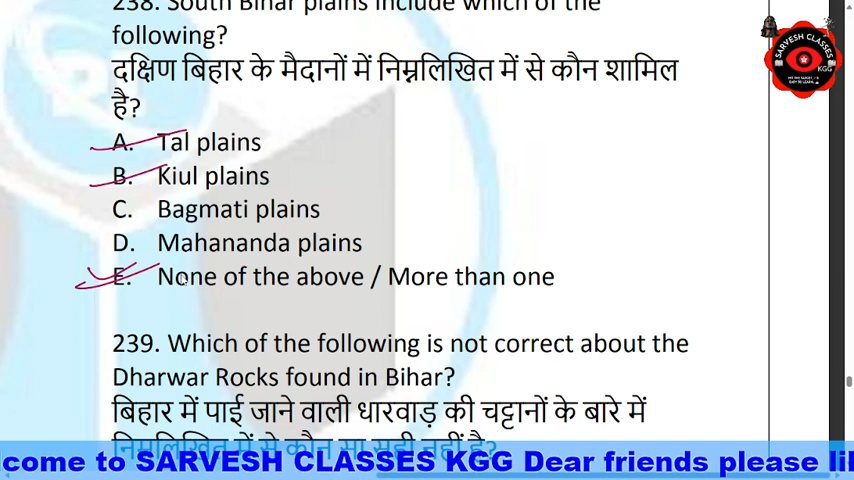 238. South Bihar plains include which of the
following?
दक्षिण बिहार के मैदानों में निम्नलिखित में से कौन शामिल
है?
A. Tal plains
B. Kiul plains
C. Bagmati plains
D. Mahananda plains
E. None of the above / More than one
239. Which of the following is not correct about the
Dharwar Rocks found in Bihar?
बिहार में पाई जाने वाली धारवाड़ की चट्टानों के बारे में
निम्नलिखित में से कौन सा सही नहीं है?
come to SARVESH CLASSES KGG Dear friends please li
SARVESH CLASSES
KGG